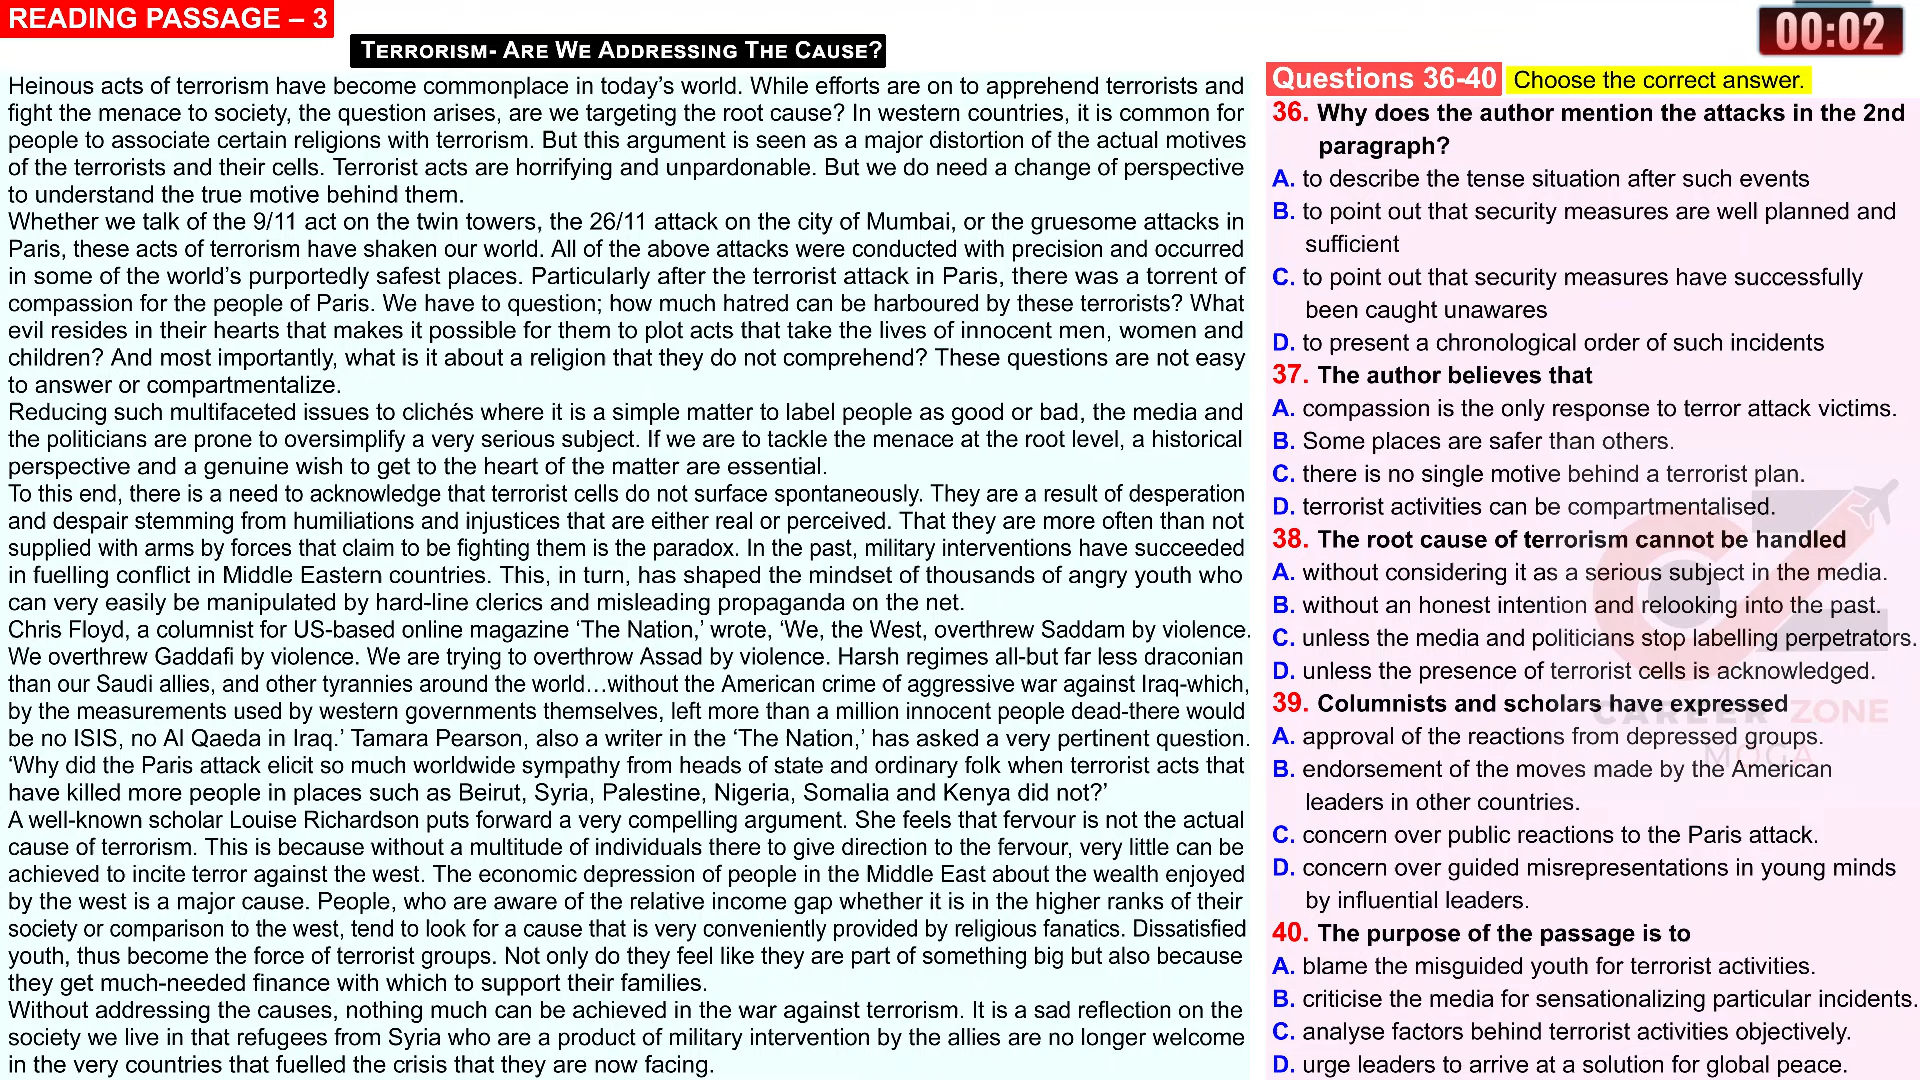 READING PASSAGE – 3
00:02
TERRORISM- ARE WE ADDRESSING THE CAUSE?
Heinous acts of terrorism have become commonplace in today’s world. While efforts are on to apprehend terrorists and
fight the menace to society, the question arises, are we targeting the root cause? In western countries, it is common for
people to associate certain religions with terrorism. But this argument is seen as a major distortion of the actual motives
of the terrorists and their cells. Terrorist acts are horrifying and unpardonable. But we do need a change of perspective
to understand the true motive behind them.
Whether we talk of the 9/11 act on the twin towers, the 26/11 attack on the city of Mumbai, or the gruesome attacks in
Paris, these acts of terrorism have shaken our world. All of the above attacks were conducted with precision and occurred
in some of the world’s purportedly safest places. Particularly after the terrorist attack in Paris, there was a torrent of
compassion for the people of Paris. We have to question; how much hatred can be harboured by these terrorists? What
evil resides in their hearts that makes it possible for them to plot acts that take the lives of innocent men, women and
children? And most importantly, what is it about a religion that they do not comprehend? These questions are not easy
to answer or compartmentalize.
Reducing such multifaceted issues to clichés where it is a simple matter to label people as good or bad, the media and
the politicians are prone to oversimplify a very serious subject. If we are to tackle the menace at the root level, a historical
perspective and a genuine wish to get to the heart of the matter are essential.
To this end, there is a need to acknowledge that terrorist cells do not surface spontaneously. They are a result of desperation
and despair stemming from humiliations and injustices that are either real or perceived. That they are more often than not
supplied with arms by forces that claim to be fighting them is the paradox. In the past, military interventions have succeeded
in fuelling conflict in Middle Eastern countries. This, in turn, has shaped the mindset of thousands of angry youth who
can very easily be manipulated by hard-line clerics and misleading propaganda on the net.
Chris Floyd, a columnist for US-based online magazine ‘The Nation,’ wrote, ‘We, the West, overthrew Saddam by violence.
We overthrew Gaddafi by violence. We are trying to overthrow Assad by violence. Harsh regimes all-but far less draconian
than our Saudi allies, and other tyrannies around the world…without the American crime of aggressive war against Iraq-which,
by the measurements used by western governments themselves, left more than a million innocent people dead-there would
be no ISIS, no Al Qaeda in Iraq.’ Tamara Pearson, also a writer in the ‘The Nation,’ has asked a very pertinent question.
‘Why did the Paris attack elicit so much worldwide sympathy from heads of state and ordinary folk when terrorist acts that
have killed more people in places such as Beirut, Syria, Palestine, Nigeria, Somalia and Kenya did not?’
A well-known scholar Louise Richardson puts forward a very compelling argument. She feels that fervour is not the actual
cause of terrorism. This is because without a multitude of individuals there to give direction to the fervour, very little can be
achieved to incite terror against the west. The economic depression of people in the Middle East about the wealth enjoyed
by the west is a major cause. People, who are aware of the relative income gap whether it is in the higher ranks of their
society or comparison to the west, tend to look for a cause that is very conveniently provided by religious fanatics. Dissatisfied
youth, thus become the force of terrorist groups. Not only do they feel like they are part of something big but also because
they get much-needed finance with which to support their families.
Without addressing the causes, nothing much can be achieved in the war against terrorism. It is a sad reflection on the
society we live in that refugees from Syria who are a product of military intervention by the allies are no longer welcome
in the very countries that fuelled the crisis that they are now facing.
Questions 36-40 Choose the correct answer.
36. Why does the author mention the attacks in the 2nd
paragraph?
A. to describe the tense situation after such events
B. to point out that security measures are well planned and
sufficient
C. to point out that security measures have successfully
been caught unawares
D. to present a chronological order of such incidents
37. The author believes that
A. compassion is the only response to terror attack victims.
B. Some places are safer than others.
C. there is no single motive behind a terrorist plan.
D. terrorist activities can be compartmentalised.
38. The root cause of terrorism cannot be handled
A. without considering it as a serious subject in the media.
B. without an honest intention and relooking into the past.
C. unless the media and politicians stop labelling perpetrators.
D. unless the presence of terrorist cells is acknowledged.
39. Columnists and scholars have expressed
A. approval of the reactions from depressed groups.
B. endorsement of the moves made by the American
leaders in other countries.
C. concern over public reactions to the Paris attack.
D. concern over guided misrepresentations in young minds
by influential leaders.
40. The purpose of the passage is to
A. blame the misguided youth for terrorist activities.
B. criticise the media for sensationalizing particular incidents.
C. analyse factors behind terrorist activities objectively.
D. urge leaders to arrive at a solution for global peace.
CAREER ZONE
MOGA